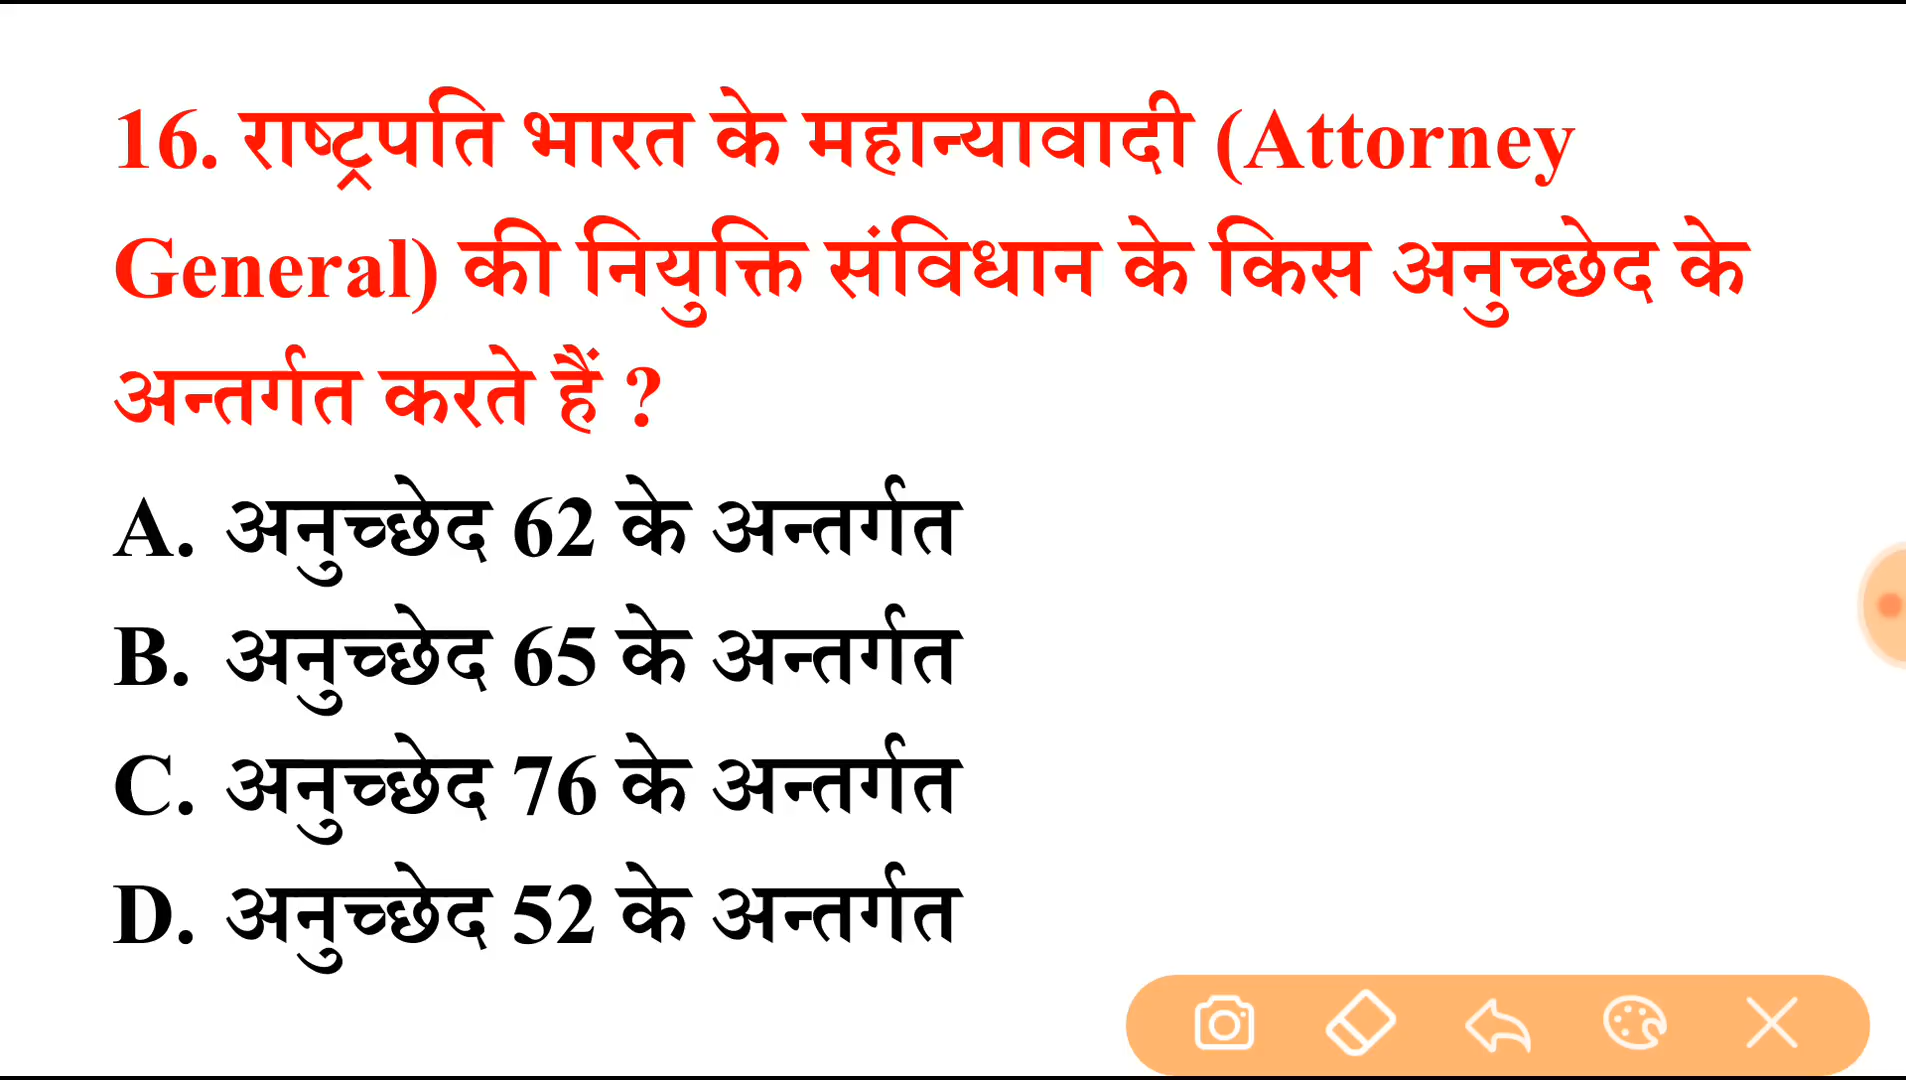 16. राष्ट्रपति भारत के महान्यावादी (Attorney
General) की नियुक्ति संविधान के किस अनुच्छेद के
अन्तर्गत करते हैं ?
A. अनुच्छेद 62 के अन्तर्गत
B. अनुच्छेद 65 के अन्तर्गत
C. अनुच्छेद 76 के अन्तर्गत
D. अनुच्छेद 52 के अन्तर्गत